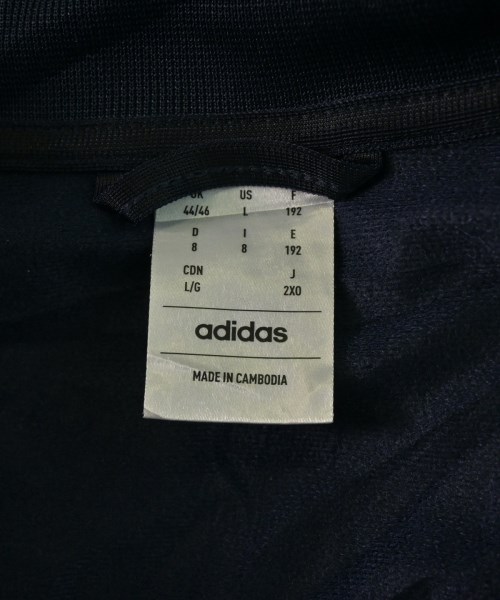 UK US F
44/46 L 192
D I E
8 8 192
CDN J
L/G 2XO
adidas
MADE IN CAMBODIA